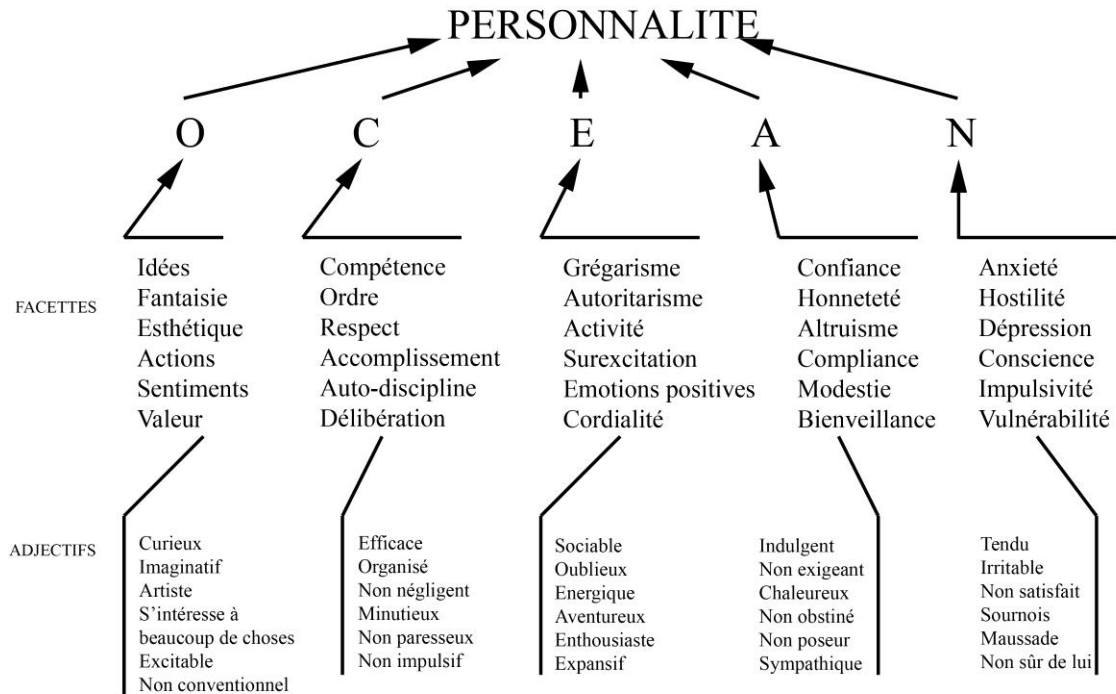 PERSONNALITE
O
C
E
A
N
FACETTES
Idées
Fantaisie
Esthétique
Actions
Sentiments
Valeur
Compétence
Ordre
Respect
Accomplissement
Auto-discipline
Délibération
Grégarisme
Autoritarisme
Activité
Surexcitation
Emotions positives
Cordialité
Confiance
Honneteté
Altruisme
Compliance
Modestie
Bienveillance
Anxieté
Hostilité
Dépression
Conscience
Impulsivité
Vulnérabilité
ADJECTIFS
Curieux
Imaginatif
Artiste
S’intéresse à
beaucoup de choses
Excitable
Non conventionnel
Efficace
Organisé
Non négligent
Minutieux
Non paresseux
Non impulsif
Sociable
Oublieux
Energique
Aventureux
Enthousiaste
Expansif
Indulgent
Non exigeant
Chaleureux
Non obstiné
Non poseur
Sympathique
Tendu
Irritable
Non satisfait
Sournois
Maussade
Non sûr de lui